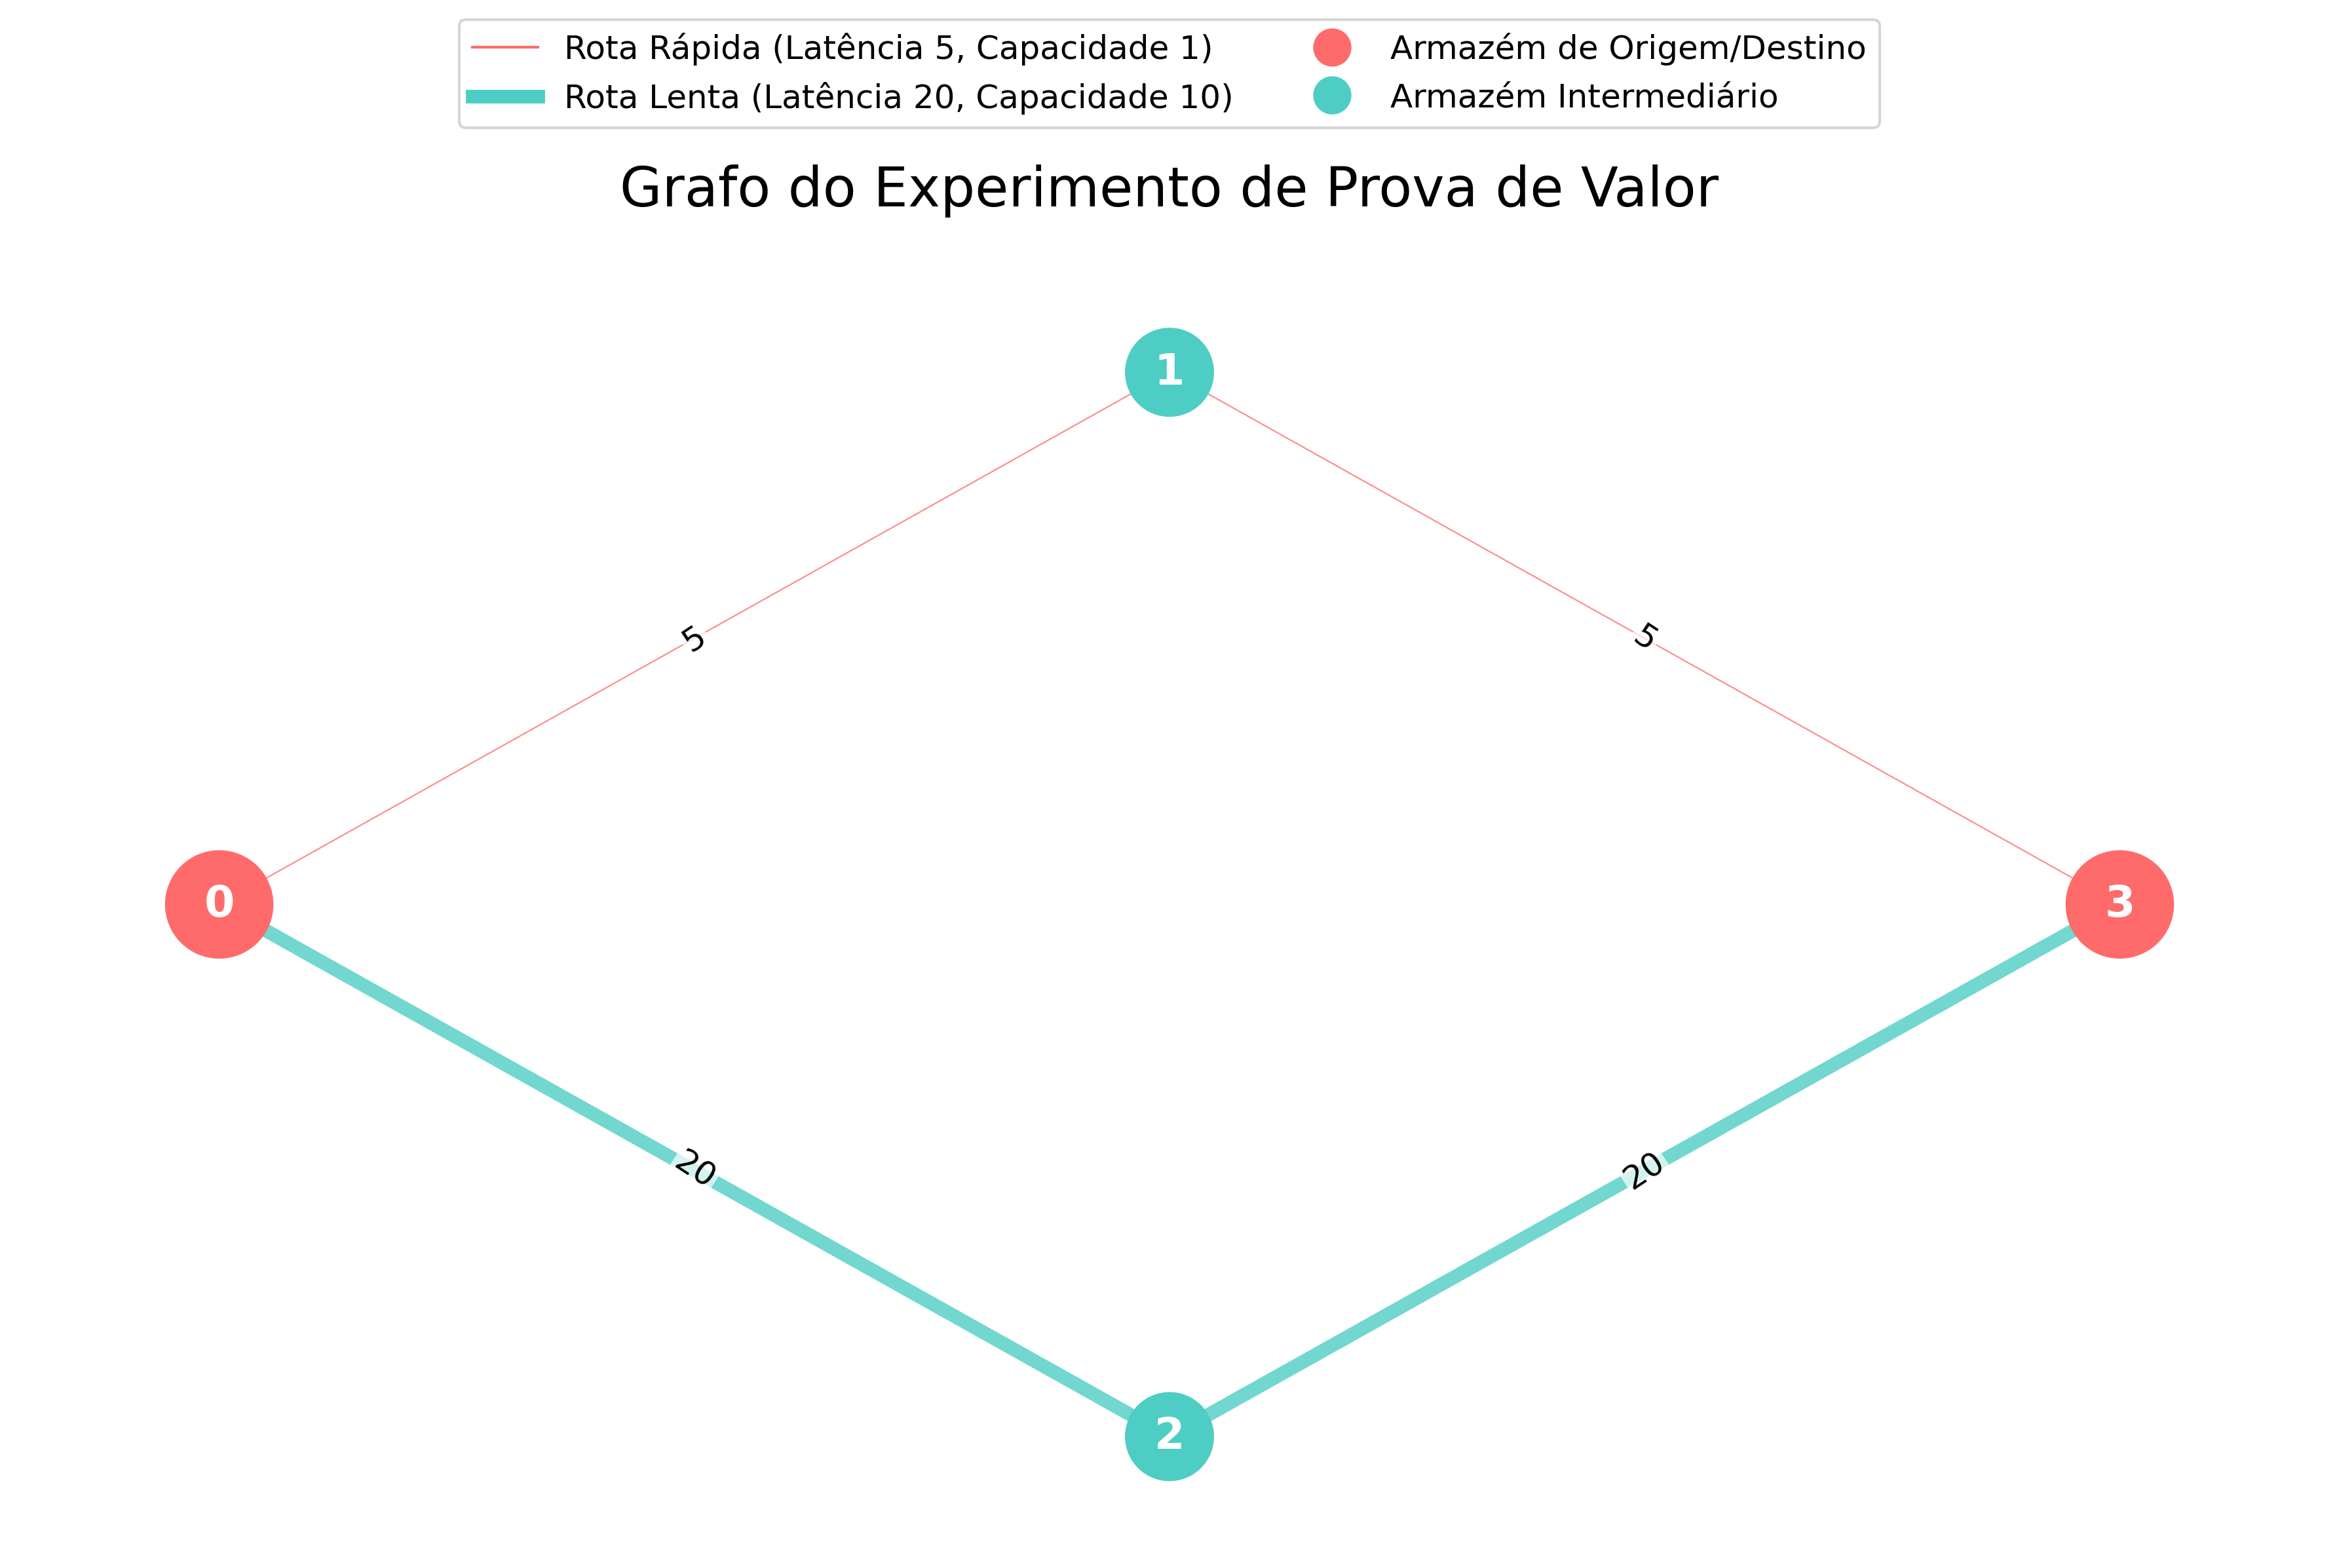 Rota Rápida (Latência 5, Capacidade 1)
Rota Lenta (Latência 20, Capacidade 10)
Armazém de Origem/Destino
Armazém Intermediário
Grafo do Experimento de Prova de Valor
1
5
5
0
3
20
20
2